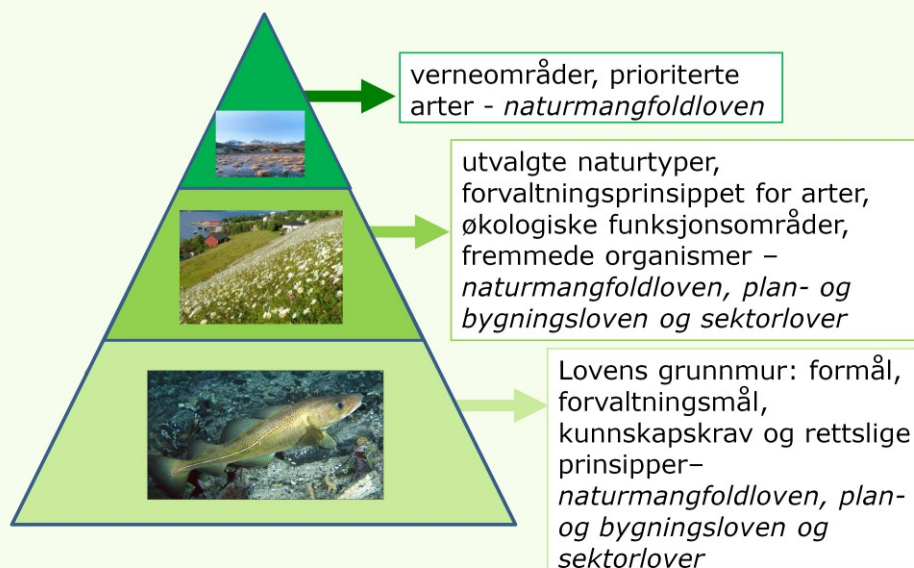 verneområder, prioriterte
arter - naturmangfoldloven
utvalgte naturtyper,
forvaltningsprinsippet for arter,
økologiske funksjonsområder,
fremmede organismer –
naturmangfoldloven, plan- og
bygningsloven og sektorlover
Lovens grunnmur: formål,
forvaltningsmål,
kunnskapskrav og rettslige
prinsipper–
naturmangfoldloven, plan-
og bygningsloven og
sektorlover